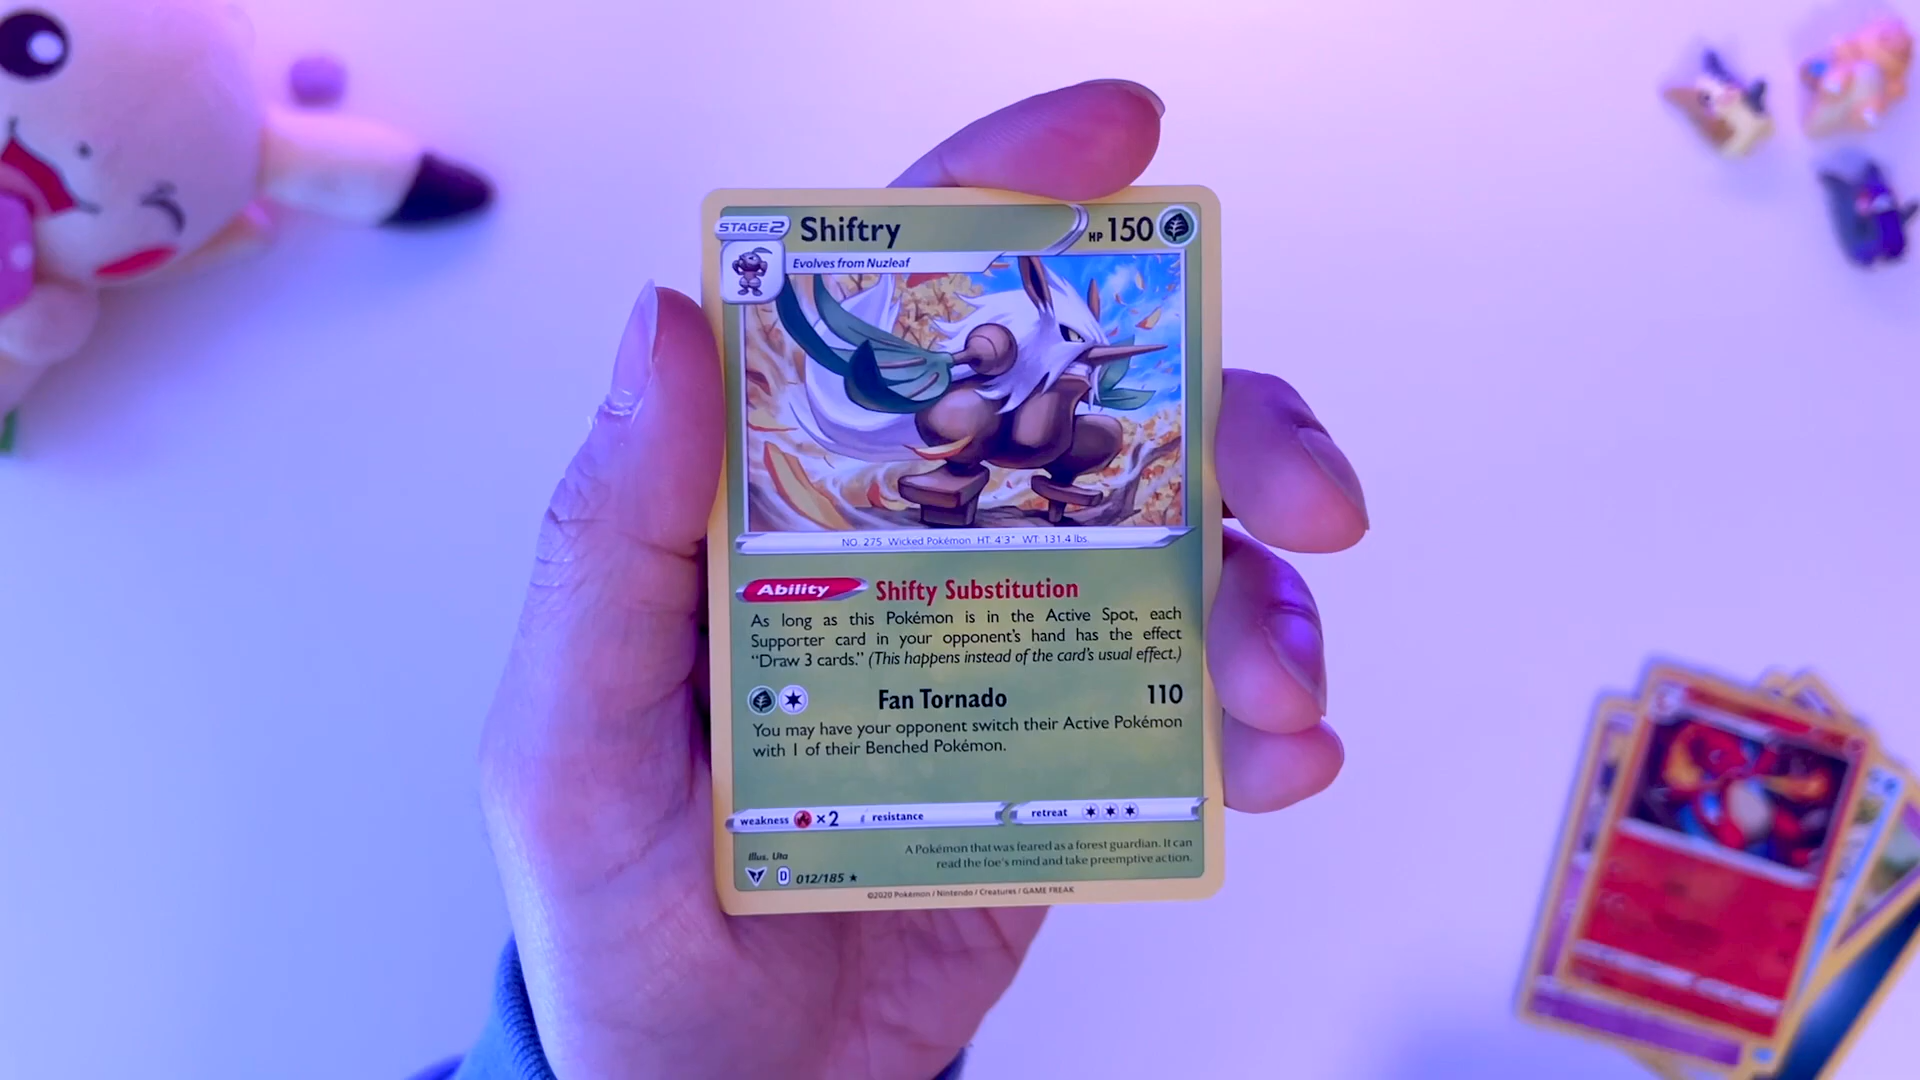 STAGE2 Shiftry HP 150
Evolves from Nuzleaf
NO. 275 Wicked Pokémon HT: 4'3" WT: 131.4 lbs.
Ability Shifty Substitution
As long as this Pokémon is in the Active Spot, each
Supporter card in your opponent's hand has the effect
“Draw 3 cards.” (This happens instead of the card's usual effect.)
Fan Tornado 110
You may have your opponent switch their Active Pokémon
with 1 of their Benched Pokémon.
weakness ×2 resistance retreat
Illus. Uta
A Pokémon that was feared as a forest guardian. It can
read the foe's mind and take preemptive action.
D 012/185 ★
©2020 Pokémon / Nintendo / Creatures / GAME FREAK